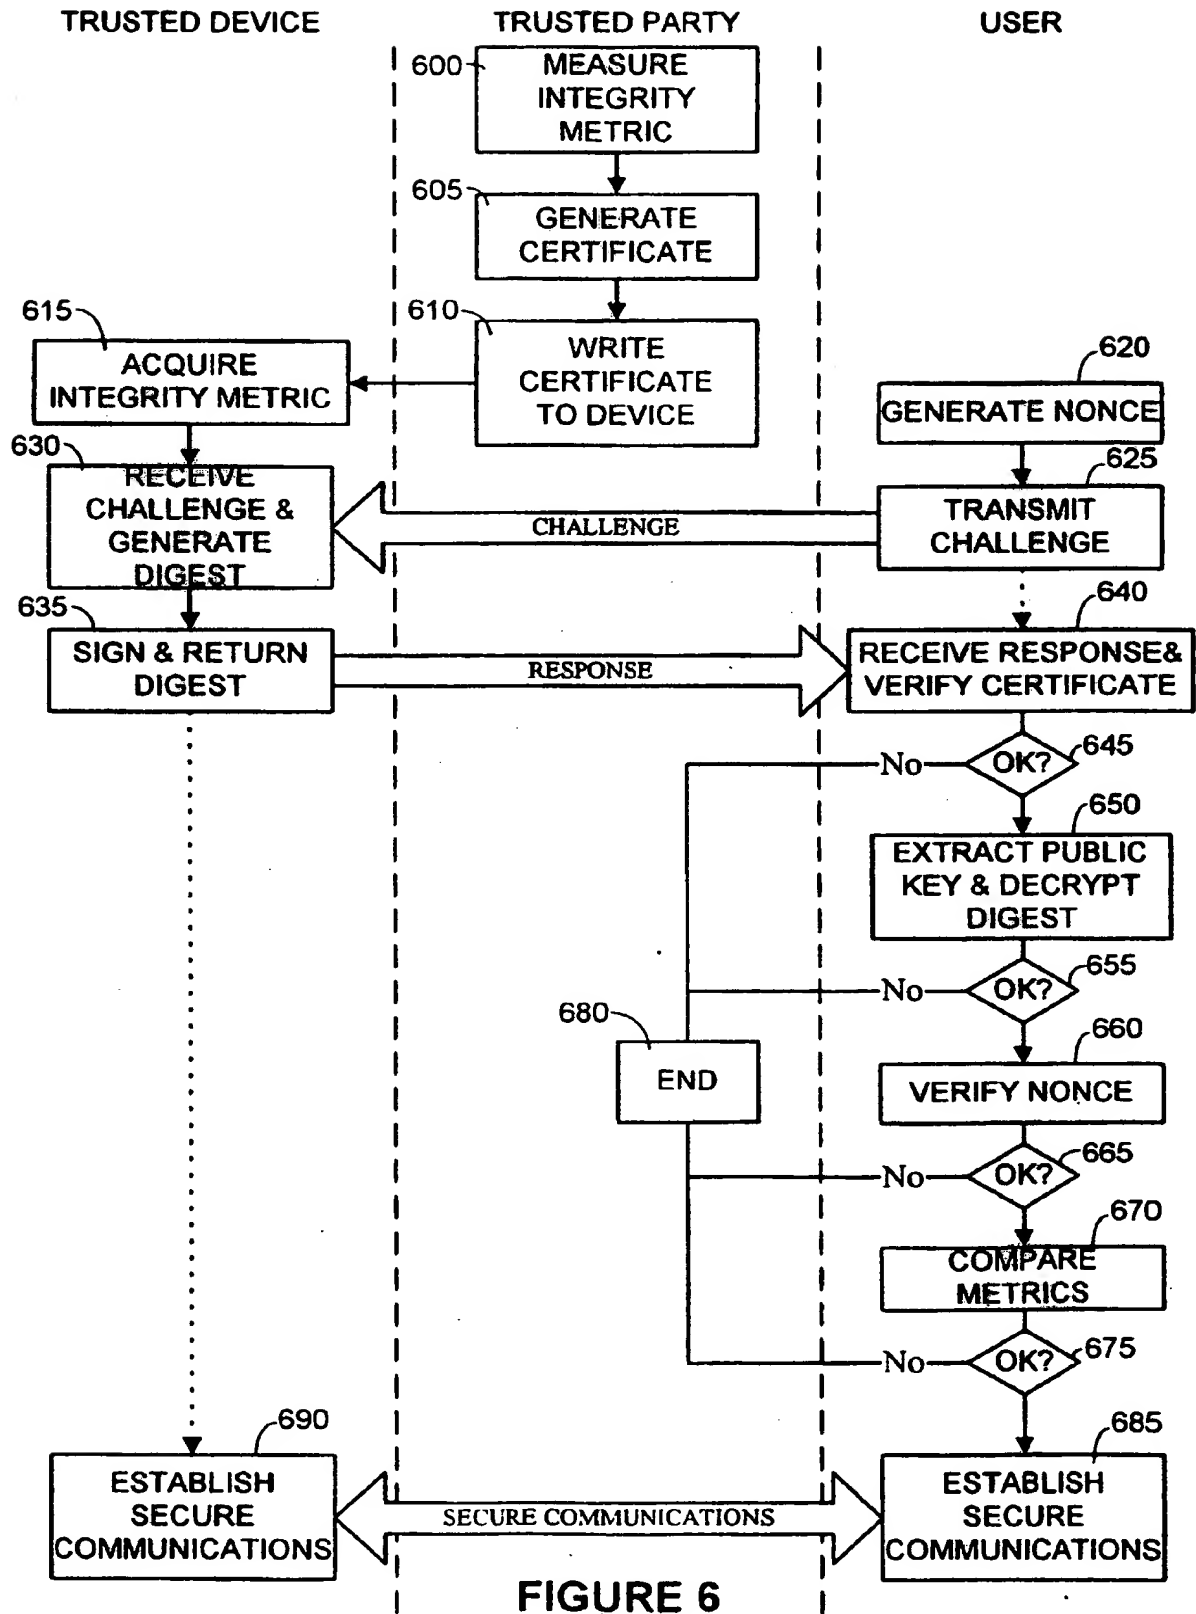 TRUSTED DEVICE
TRUSTED PARTY
USER
600
MEASURE
INTEGRITY
METRIC
605
GENERATE
CERTIFICATE
610
WRITE
CERTIFICATE
TO DEVICE
615
ACQUIRE
INTEGRITY METRIC
620
GENERATE NONCE
625
TRANSMIT
CHALLENGE
CHALLENGE
630
RECEIVE
CHALLENGE &
GENERATE
DIGEST
635
SIGN & RETURN
DIGEST
RESPONSE
640
RECEIVE RESPONSE&
VERIFY CERTIFICATE
645
OK?
No
650
EXTRACT PUBLIC
KEY & DECRYPT
DIGEST
655
OK?
No
680
END
660
VERIFY NONCE
665
OK?
No
670
COMPARE
METRICS
675
OK?
No
690
ESTABLISH
SECURE
COMMUNICATIONS
SECURE COMMUNICATIONS
685
ESTABLISH
SECURE
COMMUNICATIONS
FIGURE 6